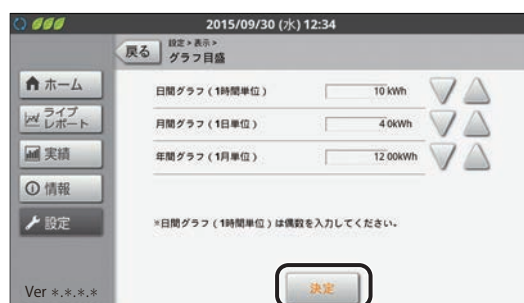 2015/09/30 (水) 12:34
戻る
設定>表示>
グラフ目盛
ホーム
ライブ
レポート
実績
情報
設定
日間グラフ（1時間単位） 10 kWh
月間グラフ（1日単位） 40kWh
年間グラフ（1月単位） 1200kWh
※日間グラフ（1時間単位）は偶数を入力してください。
Ver *.*.*.*
決定